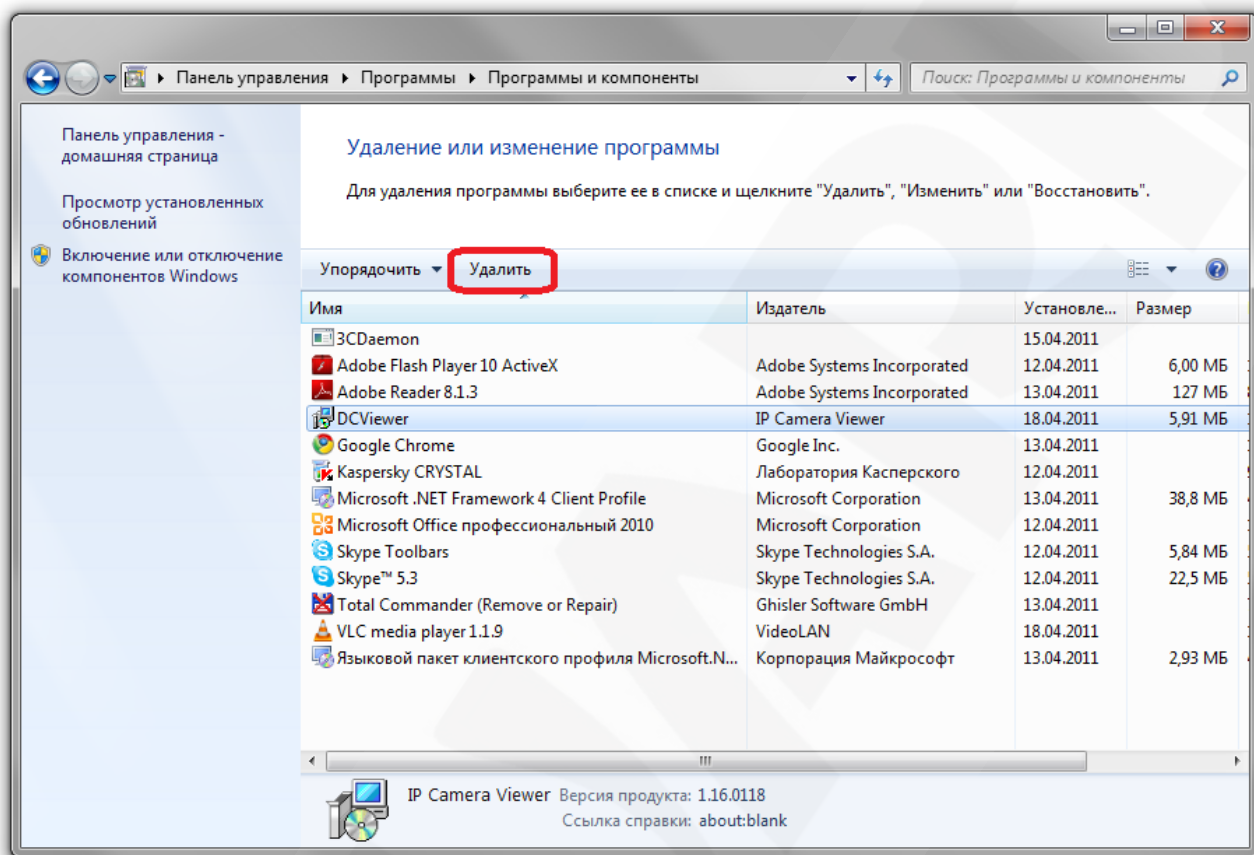 Панель управления ▸ Программы ▸ Программы и компоненты
Поиск: Программы и компоненты
Панель управления -
домашняя страница
Просмотр установленных
обновлений
Включение или отключение
компонентов Windows
Удаление или изменение программы
Для удаления программы выберите ее в списке и щелкните "Удалить", "Изменить" или "Восстановить".
Упорядочить Удалить
Имя Издатель Установле... Размер
3CDaemon 15.04.2011
Adobe Flash Player 10 ActiveX Adobe Systems Incorporated 12.04.2011 6,00 МБ
Adobe Reader 8.1.3 Adobe Systems Incorporated 13.04.2011 127 МБ
DCViewer IP Camera Viewer 18.04.2011 5,91 МБ
Google Chrome Google Inc. 13.04.2011
Kaspersky CRYSTAL Лаборатория Касперского 12.04.2011
Microsoft .NET Framework 4 Client Profile Microsoft Corporation 13.04.2011 38,8 МБ
Microsoft Office профессиональный 2010 Microsoft Corporation 12.04.2011
Skype Toolbars Skype Technologies S.A. 12.04.2011 5,84 МБ
Skype™ 5.3 Skype Technologies S.A. 12.04.2011 22,5 МБ
Total Commander (Remove or Repair) Ghisler Software GmbH 13.04.2011
VLC media player 1.1.9 VideoLAN 18.04.2011
Языковой пакет клиентского профиля Microsoft.N... Корпорация Майкрософт 13.04.2011 2,93 МБ
IP Camera Viewer Версия продукта: 1.16.0118
Ссылка справки: about:blank